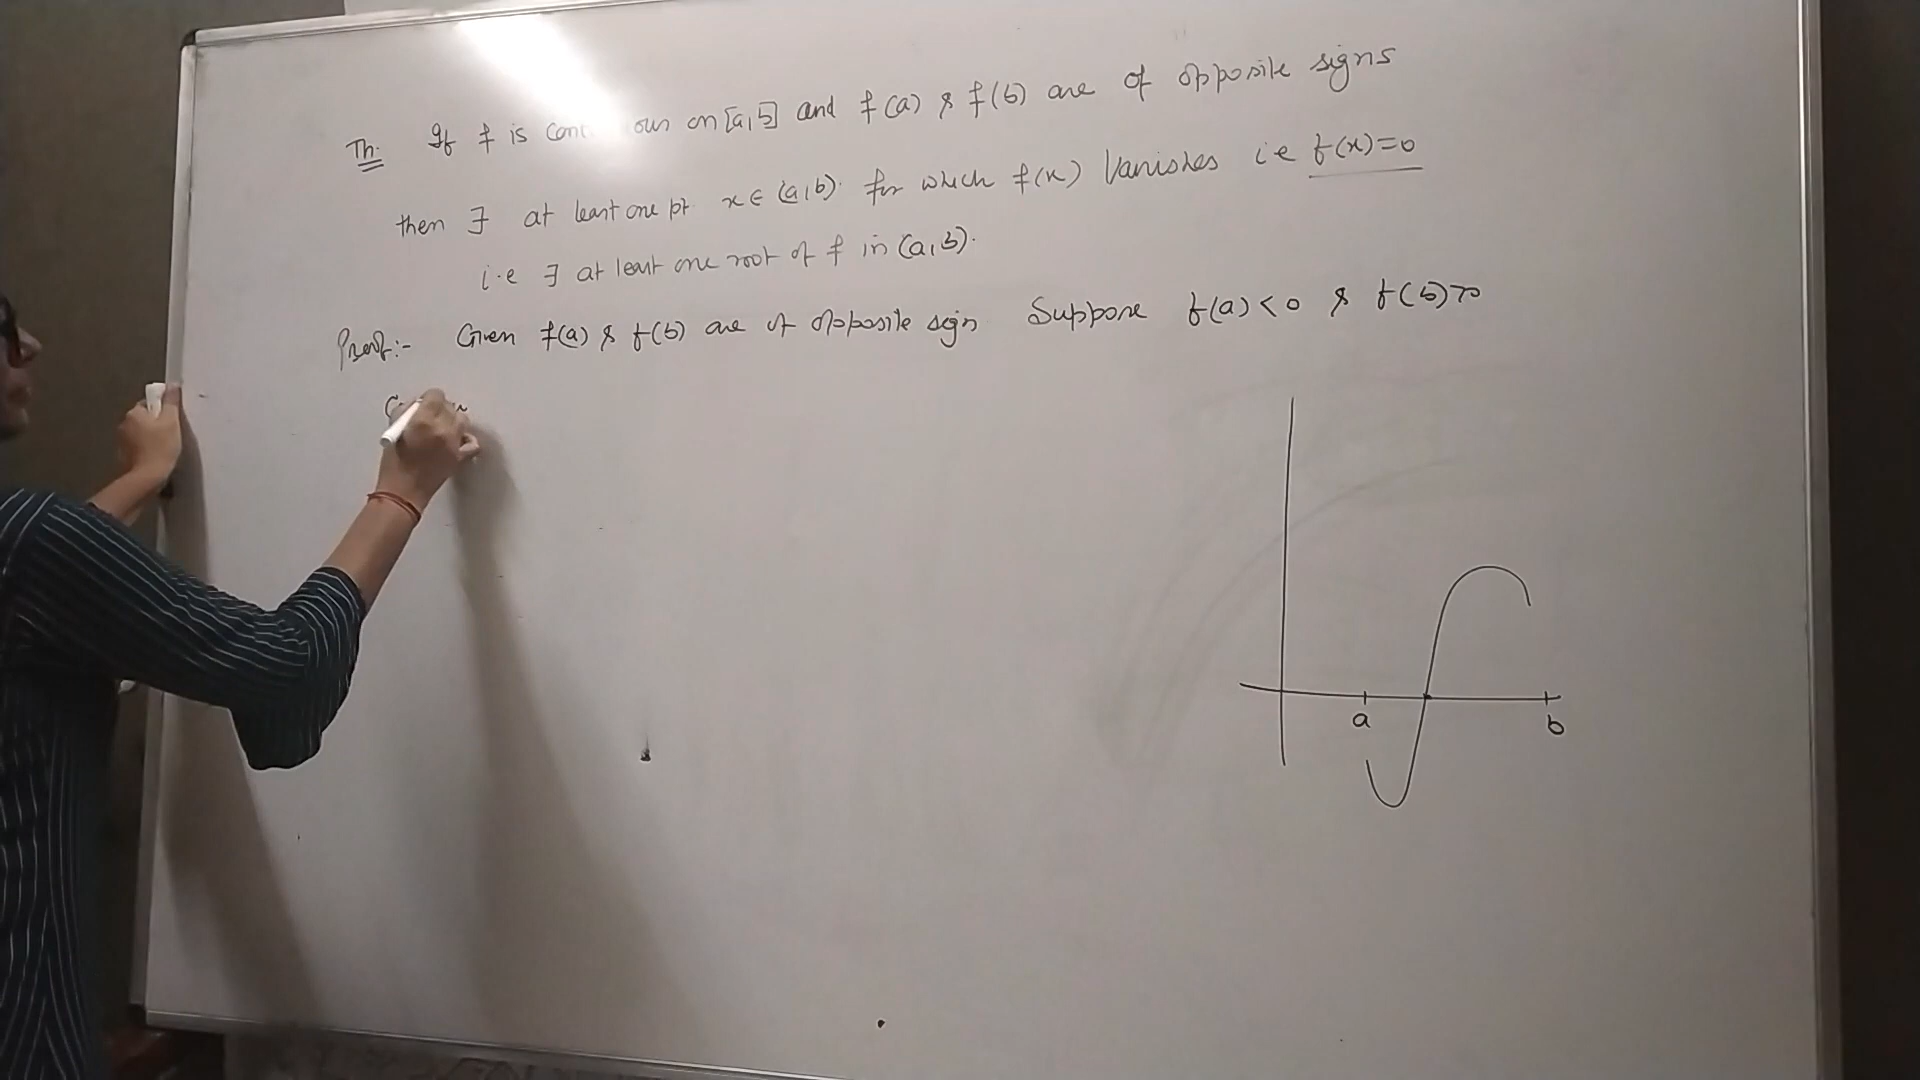 Th. If f is cont ous on [a,b] and f(a) & f(b) are of opposite signs
then ∃ at least one pt. x∈(a,b). for which f(x) Vanishes i.e f(x)=0
i.e ∃ at least one root of f in (a,b).
Proof:- Given f(a) & f(b) are of opposite sign Suppose f(a)<0 & f(b)>0
a
b